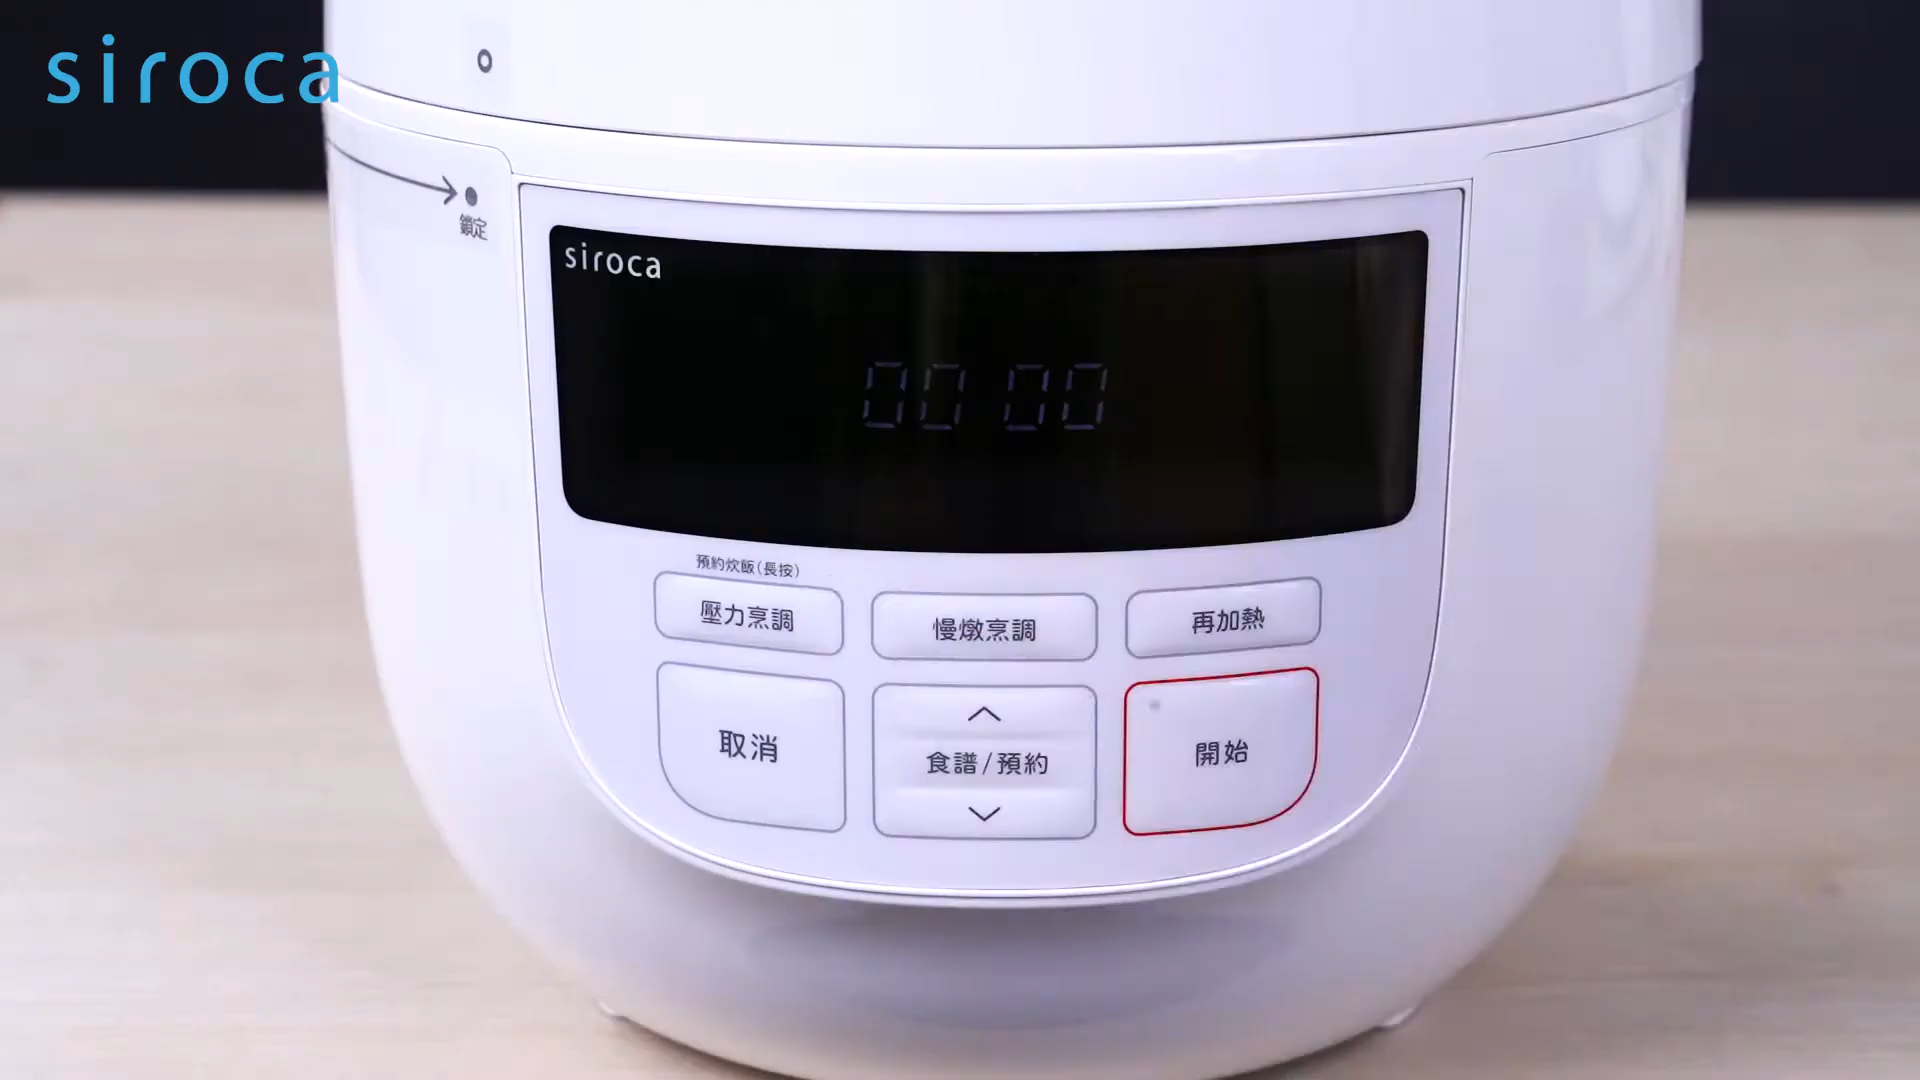 siroca
鎖定
siroca
00 00
預約炊飯(長按)
壓力烹調
慢燉烹調
再加熱
取消
食譜/預約
開始